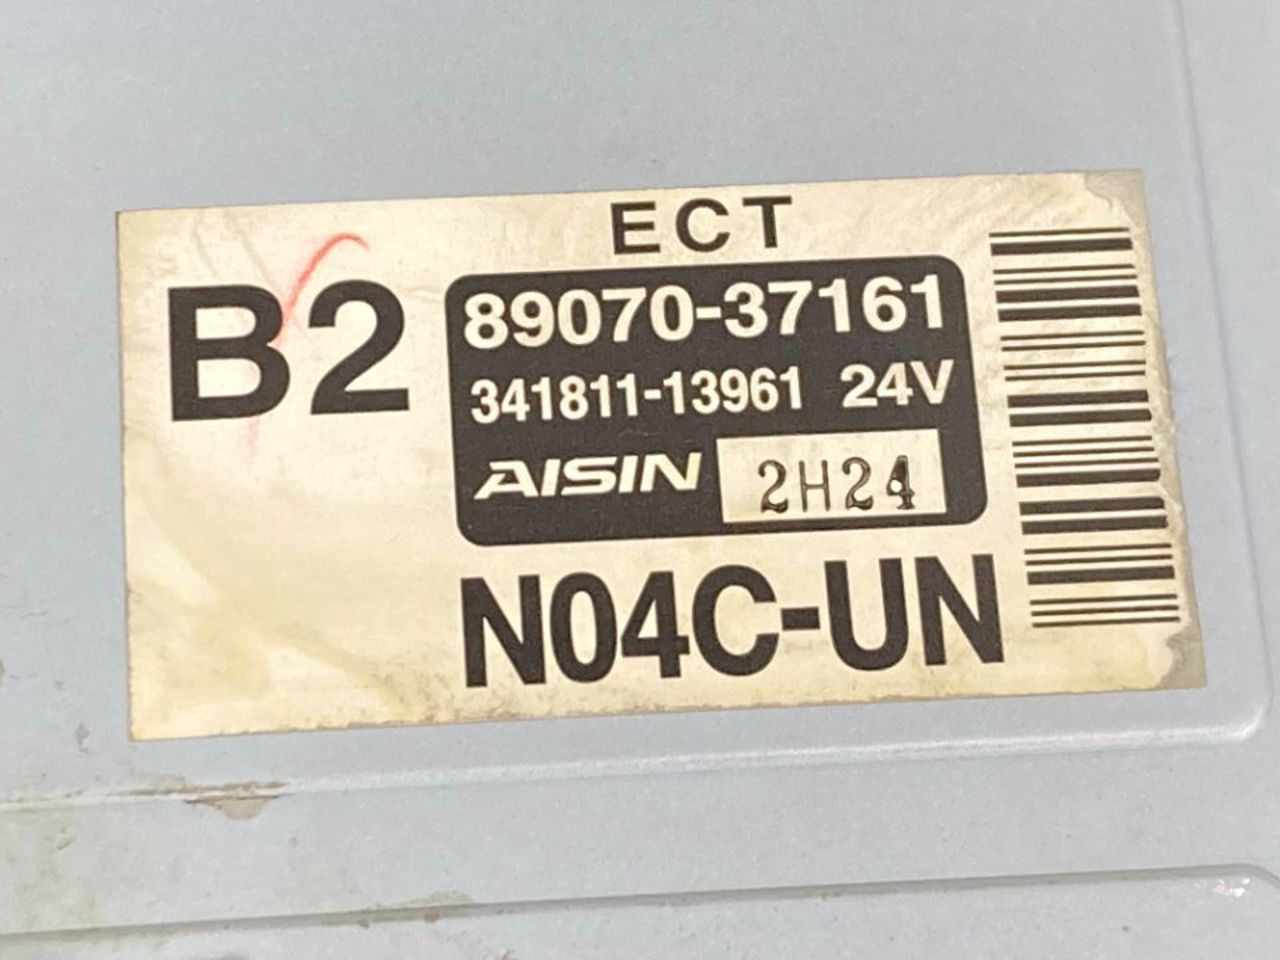 ECT
B2
89070-37161
341811-13961 24V
AISIN 2H24
N04C-UN